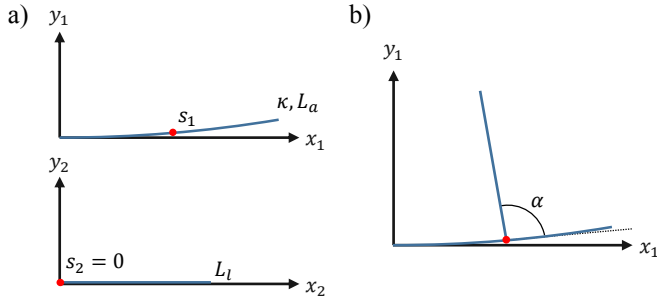 a)
y₁
κ, Lₐ
s₁
x₁
y₂
s₂ = 0
Lₗ
x₂
b)
y₁
α
x₁